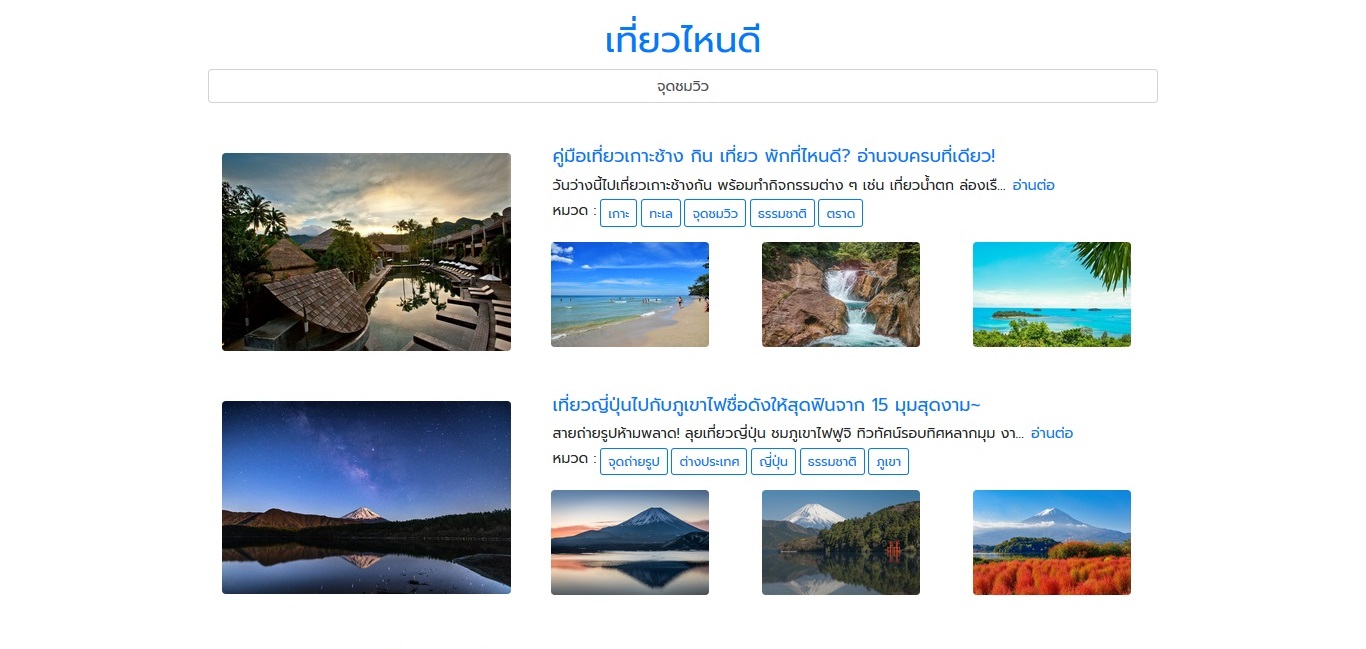 เที่ยวไหนดี
จุดชมวิว
คู่มือเที่ยวเกาะช้าง กิน เที่ยว พักที่ไหนดี? อ่านจบครบที่เดียว!
วันว่างนี้ไปเที่ยวเกาะช้างกัน พร้อมทำกิจกรรมต่าง ๆ เช่น เที่ยวน้ำตก ล่องเรื... อ่านต่อ
หมวด : เกาะ ทะเล จุดชมวิว ธรรมชาติ ตราด
เที่ยวญี่ปุ่นไปกับภูเขาไฟชื่อดังให้สุดฟินจาก 15 มุมสุดงาม~
สายถ่ายรูปห้ามพลาด! ลุยเที่ยวญี่ปุ่น ชมภูเขาไฟฟูจิ ทิวทัศน์รอบทิศหลากมุม งา... อ่านต่อ
หมวด : จุดถ่ายรูป ต่างประเทศ ญี่ปุ่น ธรรมชาติ ภูเขา